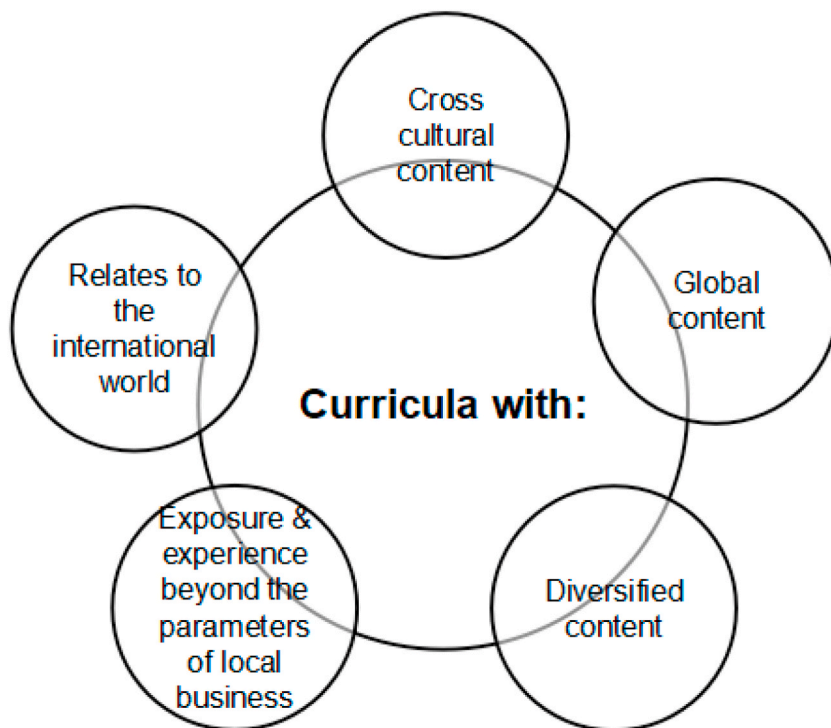 Cross
cultural
content
Global
content
Diversified
content
Exposure &
experience
beyond the
parameters
of local
business
Relates to
the
international
world
Curricula with: